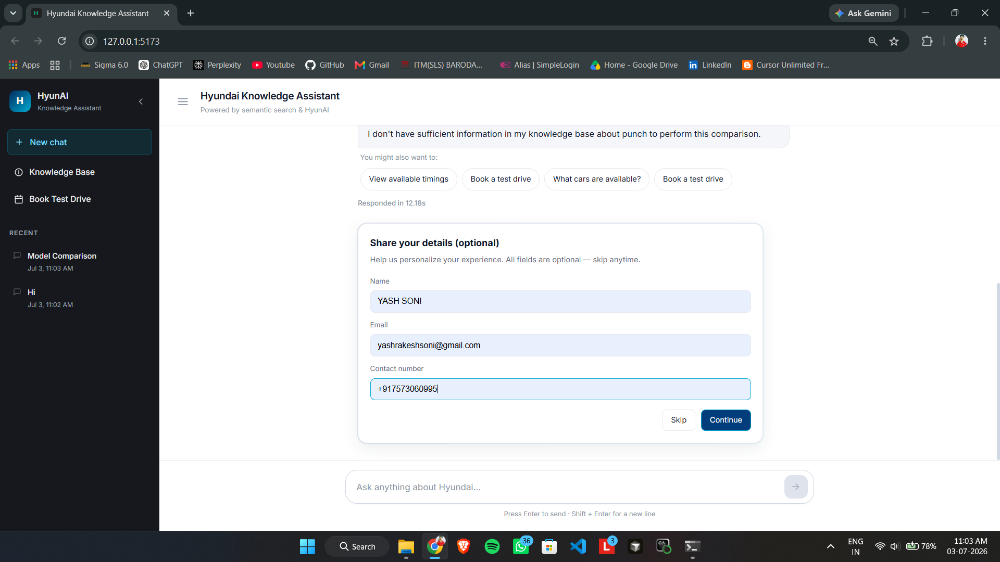 Hyundai Knowledge Assistant
Ask Gemini
127.0.0.1:5173
Apps
Sigma 6.0
ChatGPT
Perplexity
Youtube
GitHub
Gmail
ITM(SLS) BARODA...
Alias | SimpleLogin
Home - Google Drive
LinkedIn
Cursor Unlimited Fr...
H
HyunAI
Knowledge Assistant
New chat
Knowledge Base
Book Test Drive
RECENT
Model Comparison
Jul 3, 11:03 AM
Hi
Jul 3, 11:02 AM
Hyundai Knowledge Assistant
Powered by semantic search & HyunAI
I don't have sufficient information in my knowledge base about punch to perform this comparison.
You might also want to:
View available timings
Book a test drive
What cars are available?
Book a test drive
Responded in 12.18s
Share your details (optional)
Help us personalize your experience. All fields are optional — skip anytime.
Name
YASH SONI
Email
yashrakeshsoni@gmail.com
Contact number
+917573060995
Skip
Continue
Ask anything about Hyundai...
Press Enter to send · Shift + Enter for a new line
Search
36
3
ENG
IN
78%
11:03 AM
03-07-2026